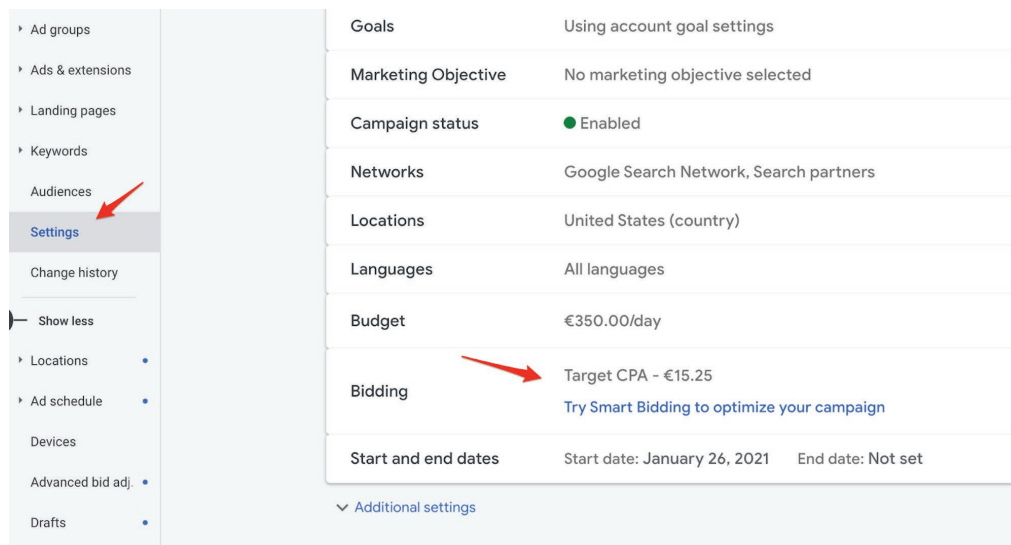 Ad groups
Ads & extensions
Landing pages
Keywords
Audiences
Settings
Change history
Show less
Locations
Ad schedule
Devices
Advanced bid adj.
Drafts
Goals Using account goal settings
Marketing Objective No marketing objective selected
Campaign status Enabled
Networks Google Search Network, Search partners
Locations United States (country)
Languages All languages
Budget €350.00/day
Bidding Target CPA - €15.25
Try Smart Bidding to optimize your campaign
Start and end dates Start date: January 26, 2021 End date: Not set
Additional settings